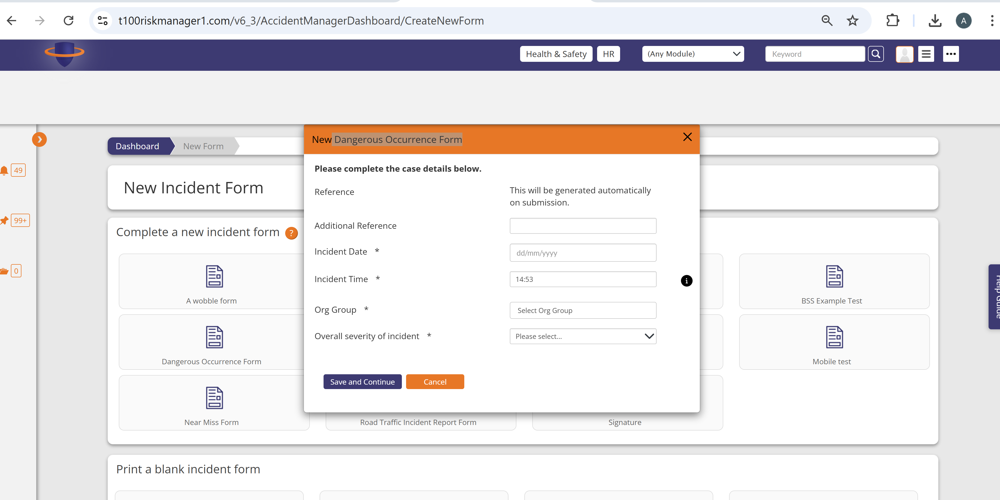 t100riskmanager1.com/v6_3/AccidentManagerDashboard/CreateNewForm
A
Health & Safety
HR
(Any Module)
Keyword
Dashboard
New Form
49
99+
0
New Incident Form
Complete a new incident form ?
A wobble form
BSS Example Test
Dangerous Occurrence Form
Mobile test
Near Miss Form
Road Traffic Incident Report Form
Signature
New Dangerous Occurrence Form
Please complete the case details below.
Reference
This will be generated automatically
on submission.
Additional Reference
Incident Date *
dd/mm/yyyy
Incident Time *
14:53
i
Org Group *
Select Org Group
Overall severity of incident *
Please select...
Save and Continue
Cancel
Help Guide
Print a blank incident form